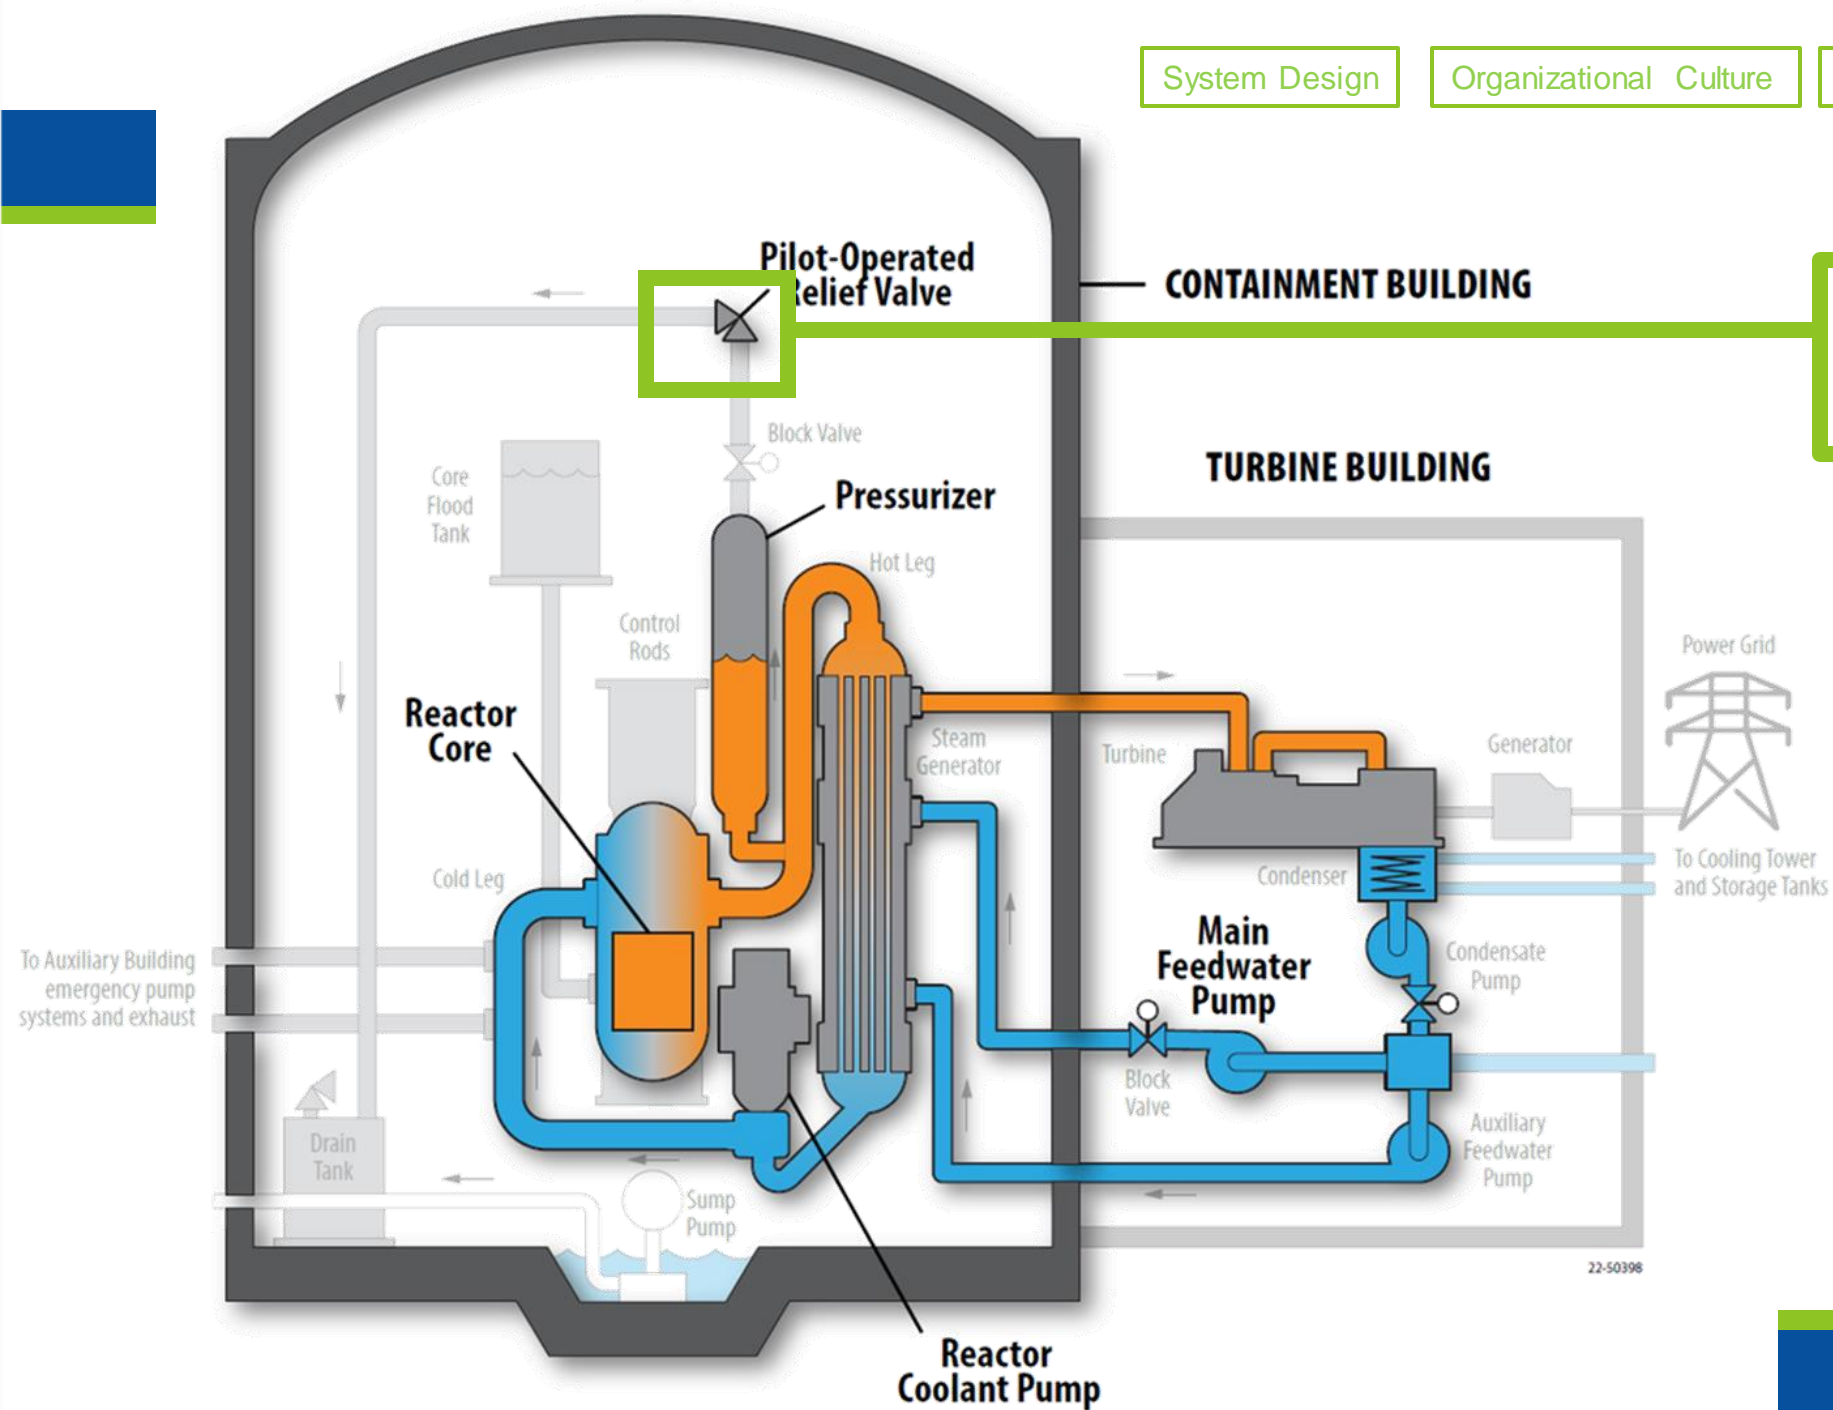 System Design
Organizational Culture
Pilot-Operated
Relief Valve
CONTAINMENT BUILDING
Block Valve
Core
Flood
Tank
TURBINE BUILDING
Pressurizer
Hot Leg
Control
Rods
Power Grid
Reactor
Core
Steam
Generator
Turbine
Generator
To Cooling Tower
and Storage Tanks
Cold Leg
Condenser
Main
Feedwater
Pump
Condensate
Pump
To Auxiliary Building
emergency pump
systems and exhaust
Block
Valve
Auxiliary
Feedwater
Pump
Drain
Tank
Sump
Pump
22-50398
Reactor
Coolant Pump